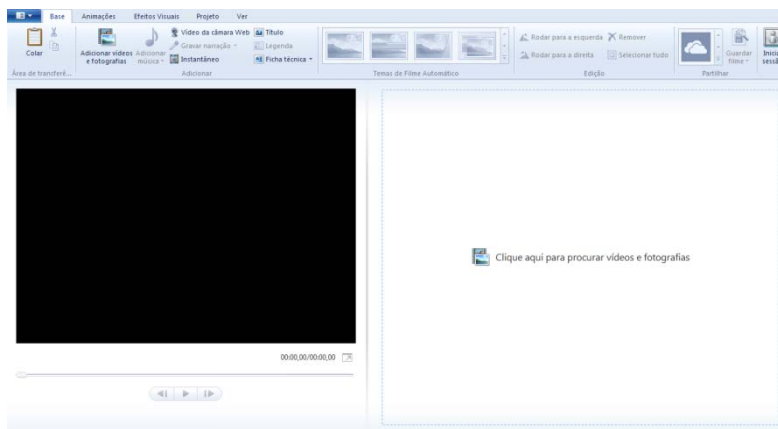 Base Animações Efeitos Visuais Projeto Ver
Colar
Adicionar vídeos e fotografias
Adicionar música
Vídeo da câmara Web
Gravar narração
Instantâneo
Título
Legenda
Ficha técnica
Rodar para a esquerda
Rodar para a direita
Remover
Selecionar tudo
Guardar filme
Inicia
sessã
Área de transferê...
Adicionar
Temas de Filme Automático
Edição
Partilhar
Clique aqui para procurar vídeos e fotografias
00:00,00/00:00,00